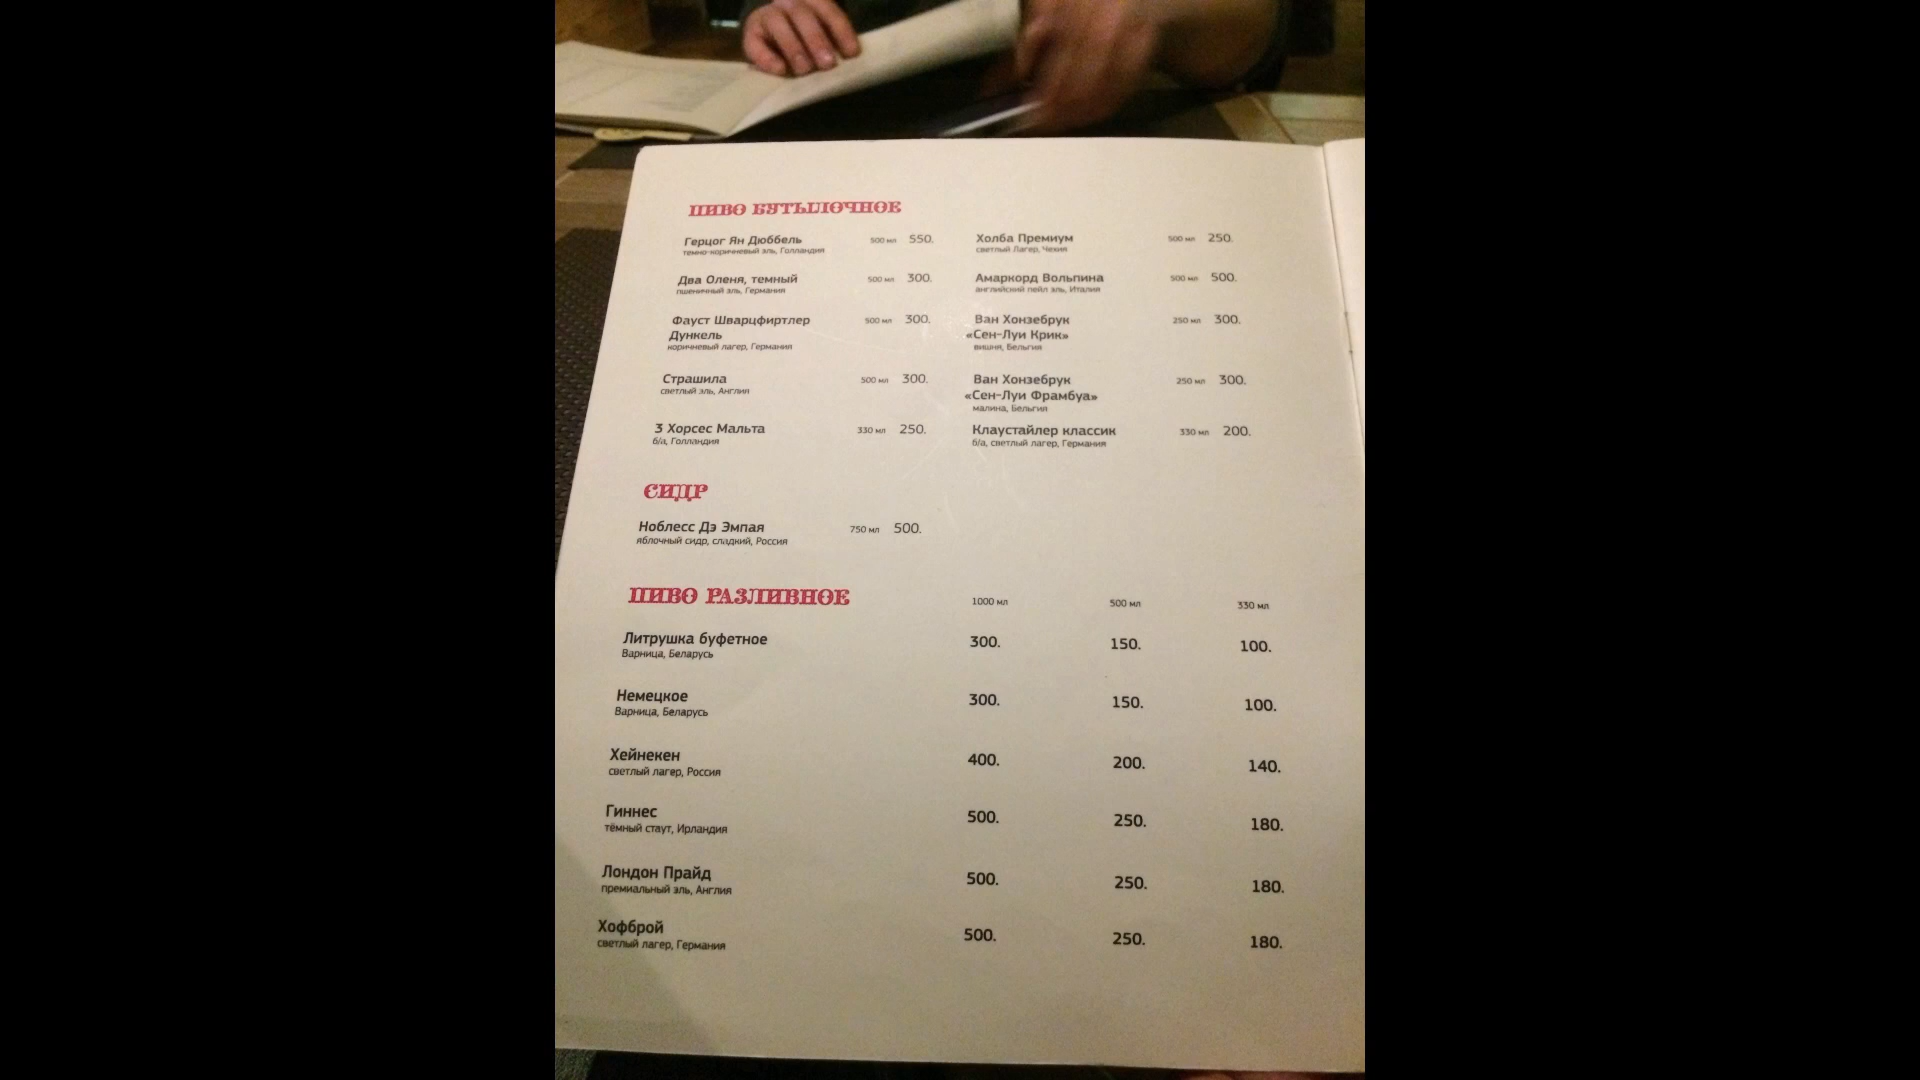 ПИВО БУТЫЛОЧНОЕ
Герцог Ян Дюббель 500 мл 550.
темно-коричневый эль, Голландия
Два Оленя, темный 500 мл 300.
пшеничный эль, Германия
Фауст Шварцфиртлер 500 мл 300.
Дункель
коричневый лагер, Германия
Страшила 500 мл 300.
светлый эль, Англия
3 Хорсес Мальта 330 мл 250.
б/а, Голландия
Холба Премиум 500 мл 250.
светлый Лагер, Чехия
Амаркорд Вольпина 500 мл 500.
английский пейл эль, Италия
Ван Хонзебрук 250 мл 300.
«Сен-Луи Крик»
вишня, Бельгия
Ван Хонзебрук 250 мл 300.
«Сен-Луи Фрамбуа»
малина, Бельгия
Клаустайлер классик 330 мл 200.
б/а, светлый лагер, Германия
СИДР
Ноблесс Дэ Эмпая 750 мл 500.
яблочный сидр, сладкий, Россия
ПИВО РАЗЛИВНОЕ 1000 мл 500 мл 330 мл
Литрушка буфетное 300. 150. 100.
Варница, Беларусь
Немецкое 300. 150. 100.
Варница, Беларусь
Хейнекен 400. 200. 140.
светлый лагер, Россия
Гиннес 500. 250. 180.
тёмный стаут, Ирландия
Лондон Прайд 500. 250. 180.
премиальный эль, Англия
Хофброй 500. 250. 180.
светлый лагер, Германия